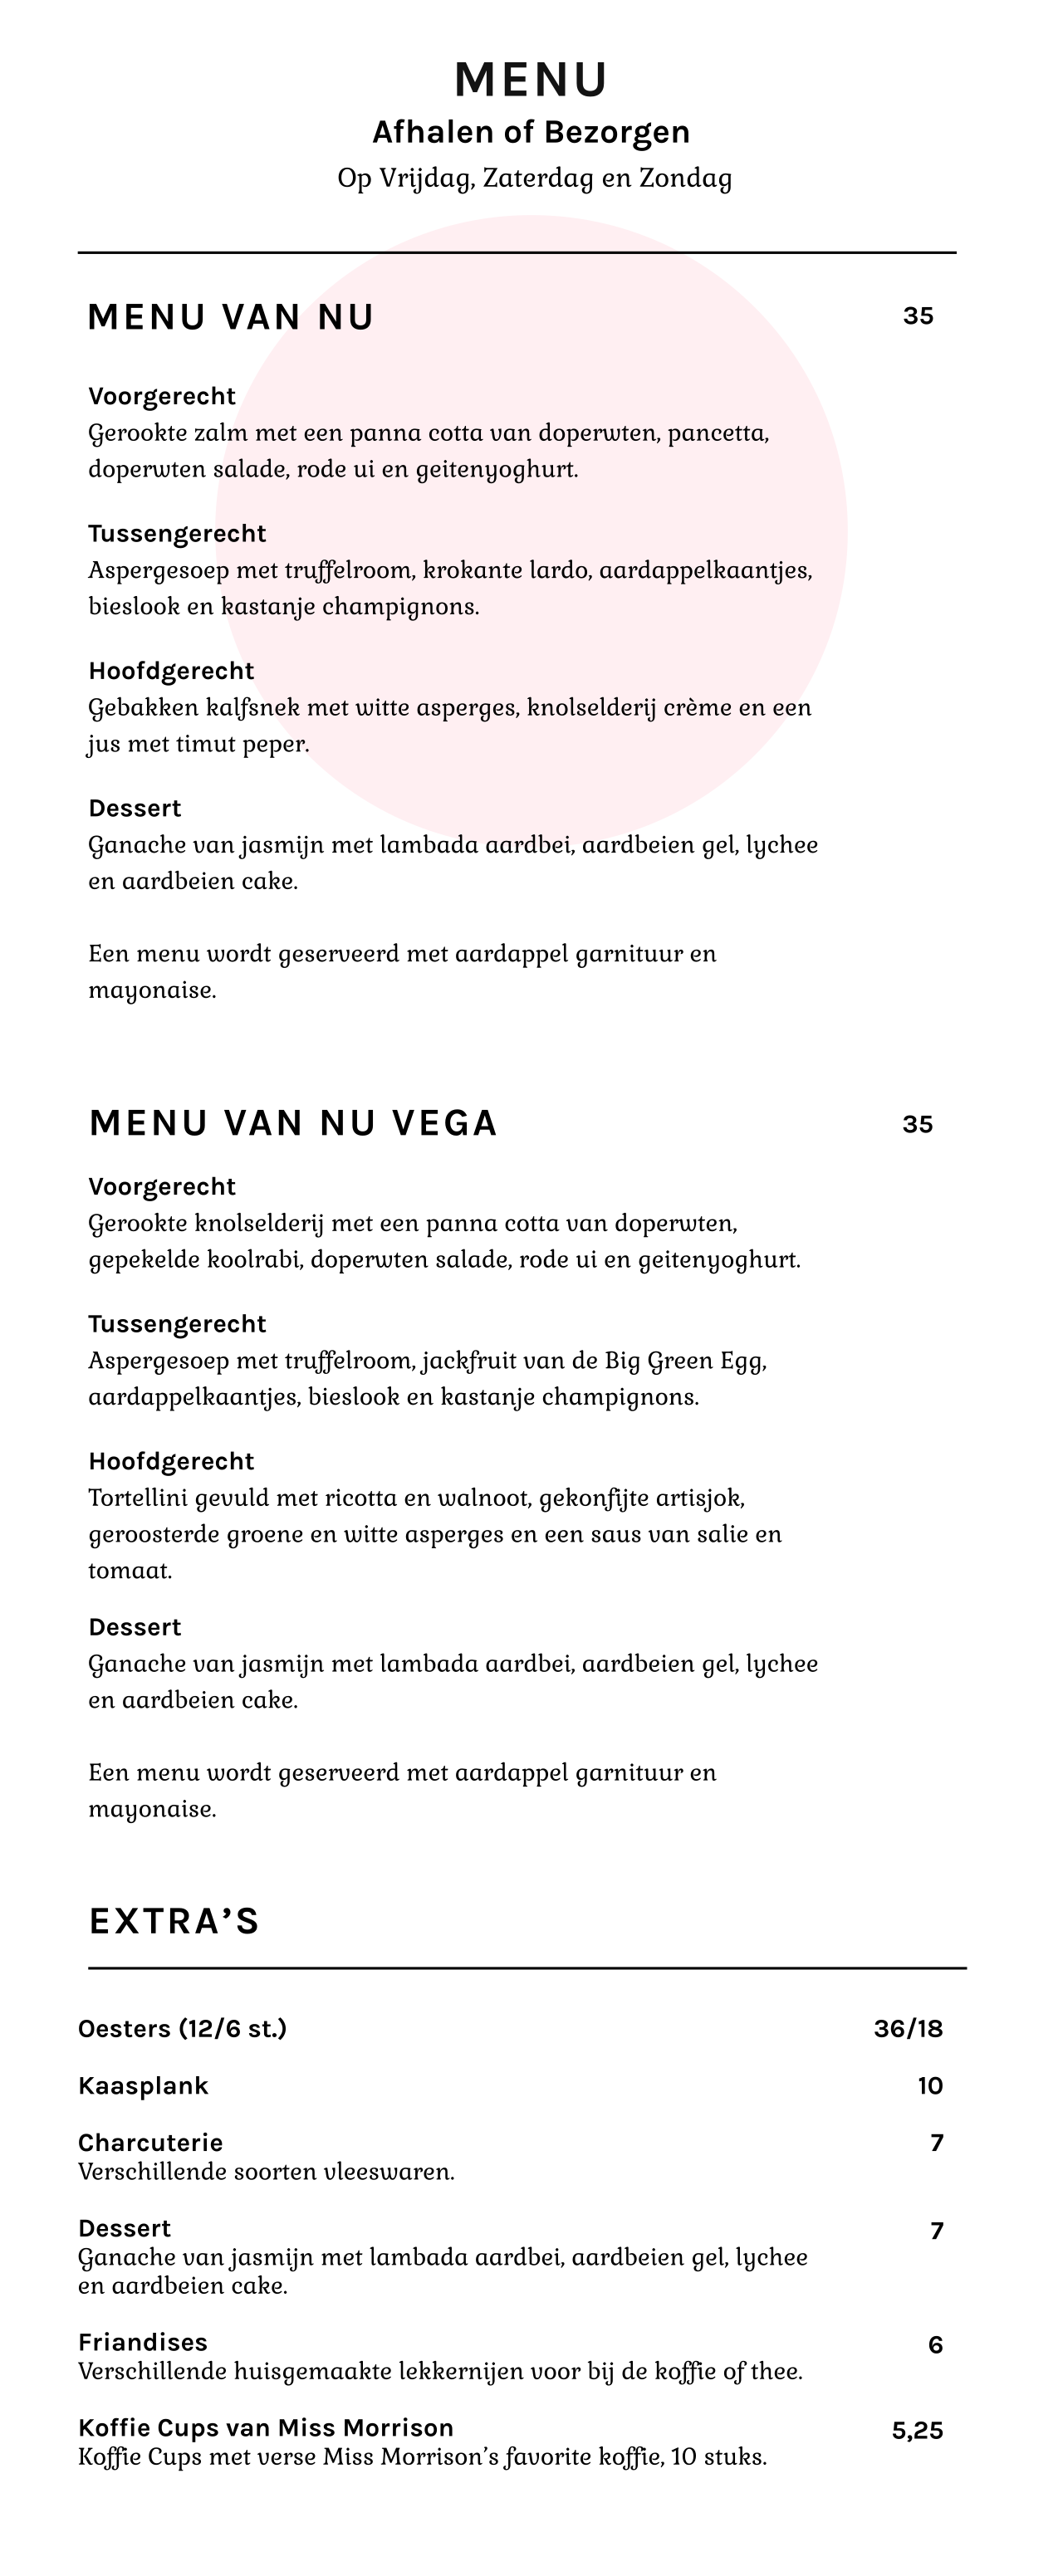 MENU
Afhalen of Bezorgen
Op Vrijdag, Zaterdag en Zondag
MENU VAN NU 35
Voorgerecht
Gerookte zalm met een panna cotta van doperwten, pancetta,
doperwten salade, rode ui en geitenyoghurt.
Tussengerecht
Aspergesoep met truffelroom, krokante lardo, aardappelkaantjes,
bieslook en kastanje champignons.
Hoofdgerecht
Gebakken kalfsnek met witte asperges, knolselderij crème en een
jus met timut peper.
Dessert
Ganache van jasmijn met lambada aardbei, aardbeien gel, lychee
en aardbeien cake.
Een menu wordt geserveerd met aardappel garnituur en
mayonaise.
MENU VAN NU VEGA 35
Voorgerecht
Gerookte knolselderij met een panna cotta van doperwten,
gepekelde koolrabi, doperwten salade, rode ui en geitenyoghurt.
Tussengerecht
Aspergesoep met truffelroom, jackfruit van de Big Green Egg,
aardappelkaantjes, bieslook en kastanje champignons.
Hoofdgerecht
Tortellini gevuld met ricotta en walnoot, gekonfijte artisjok,
geroosterde groene en witte asperges en een saus van salie en
tomaat.
Dessert
Ganache van jasmijn met lambada aardbei, aardbeien gel, lychee
en aardbeien cake.
Een menu wordt geserveerd met aardappel garnituur en
mayonaise.
EXTRA’S
Oesters (12/6 st.) 36/18
Kaasplank 10
Charcuterie 7
Verschillende soorten vleeswaren.
Dessert 7
Ganache van jasmijn met lambada aardbei, aardbeien gel, lychee
en aardbeien cake.
Friandises 6
Verschillende huisgemaakte lekkernijen voor bij de koffie of thee.
Koffie Cups van Miss Morrison 5,25
Koffie Cups met verse Miss Morrison’s favorite koffie, 10 stuks.